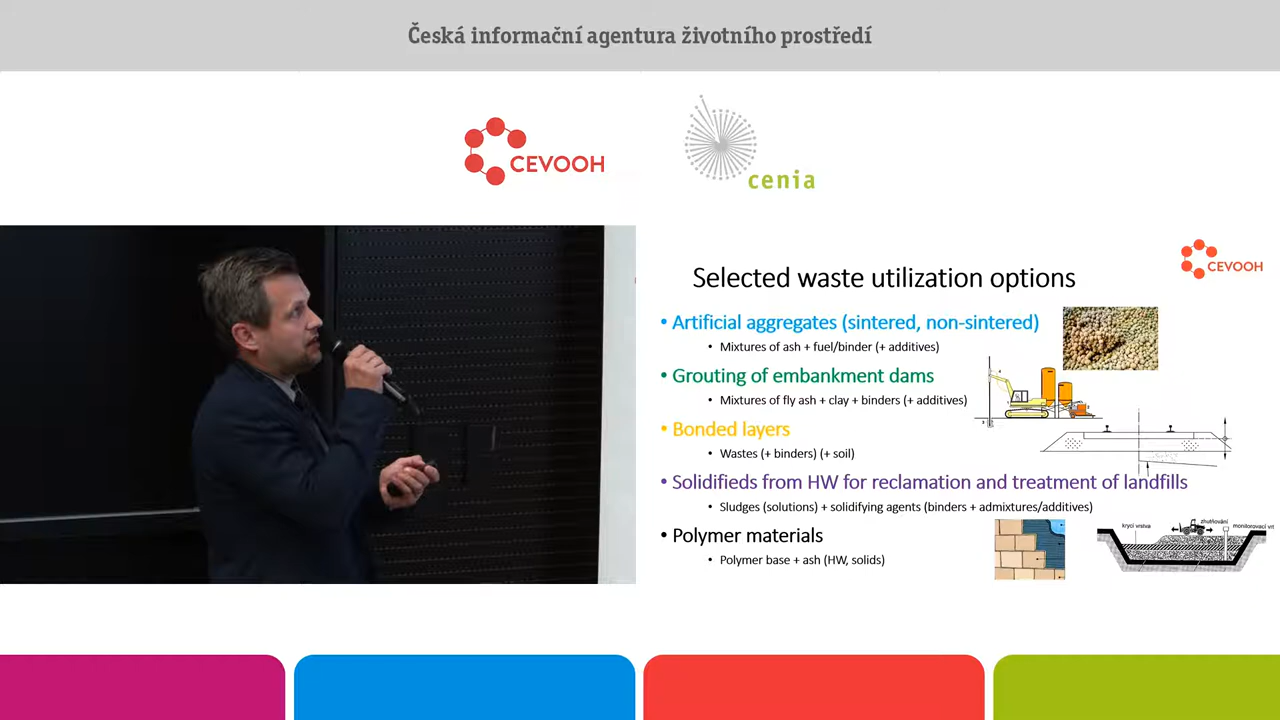 Česká informační agentura životního prostředí
CEVOOH
cenia
CEVOOH
Selected waste utilization options
• Artificial aggregates (sintered, non-sintered)
• Mixtures of ash + fuel/binder (+ additives)
• Grouting of embankment dams
• Mixtures of fly ash + clay + binders (+ additives)
• Bonded layers
• Wastes (+ binders) (+ soil)
• Solidifieds from HW for reclamation and treatment of landfills
• Sludges (solutions) + solidifying agents (binders + admixtures/additives)
• Polymer materials
• Polymer base + ash (HW, solids)
krycí vrstva
zhutňování
monitorovací vrt